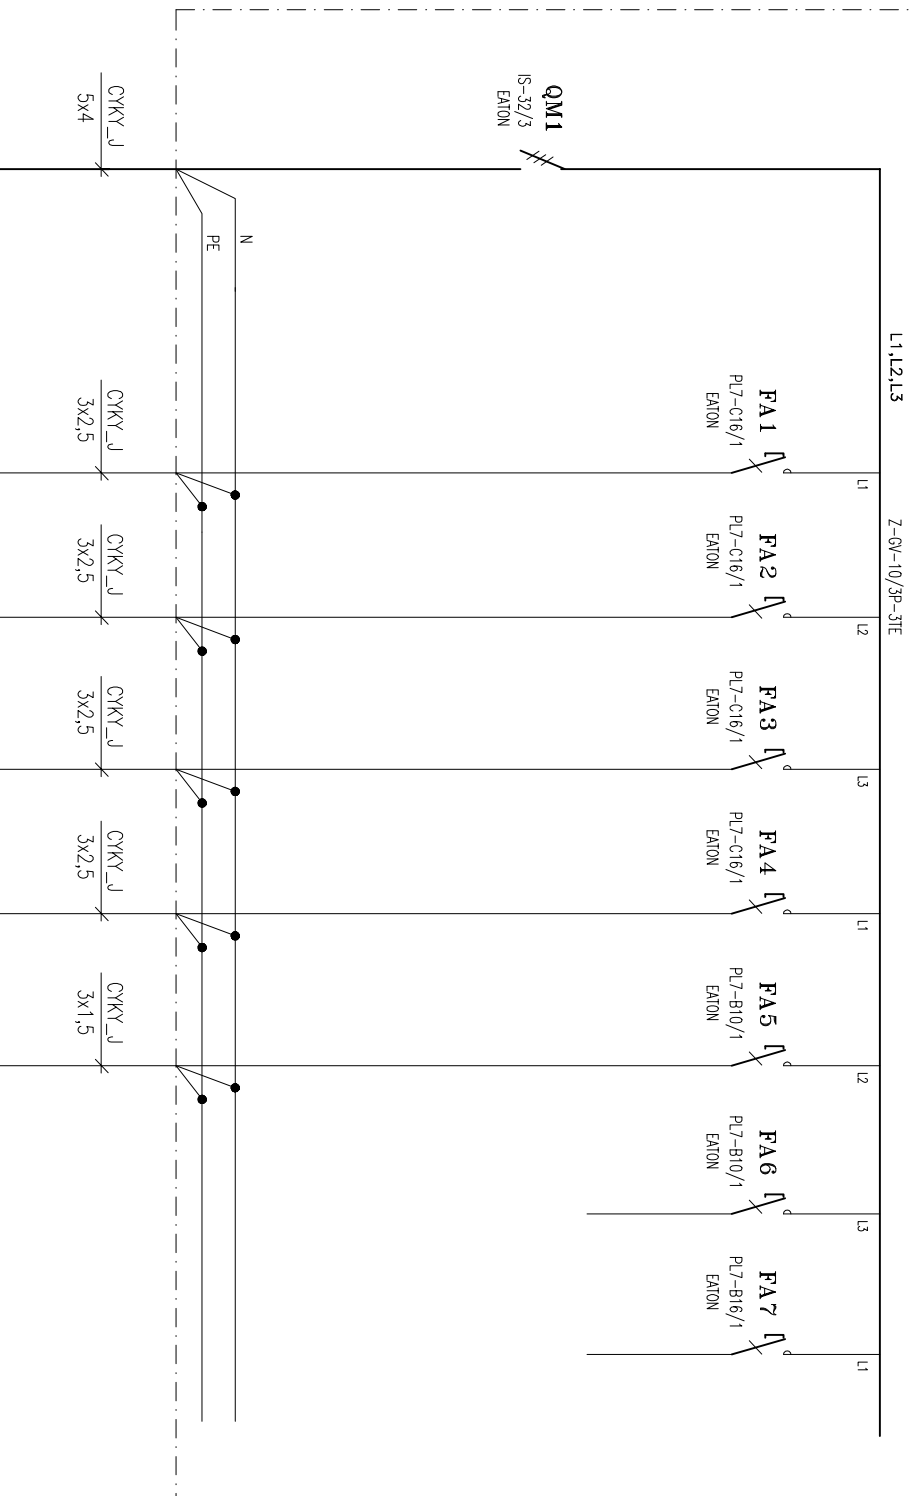 L1,L2,L3
Z-GV-10/3P-3TE
QM1
IS-32/3
EATON
FA1
PL7-C16/1
EATON
L1
FA2
PL7-C16/1
EATON
L2
FA3
PL7-C16/1
EATON
L3
FA4
PL7-C16/1
EATON
L1
FA5
PL7-B10/1
EATON
L2
FA6
PL7-B10/1
EATON
L3
FA7
PL7-B16/1
EATON
L1
N
PE
CYKY_J
5x4
CYKY_J
3x2,5
CYKY_J
3x2,5
CYKY_J
3x2,5
CYKY_J
3x2,5
CYKY_J
3x1,5